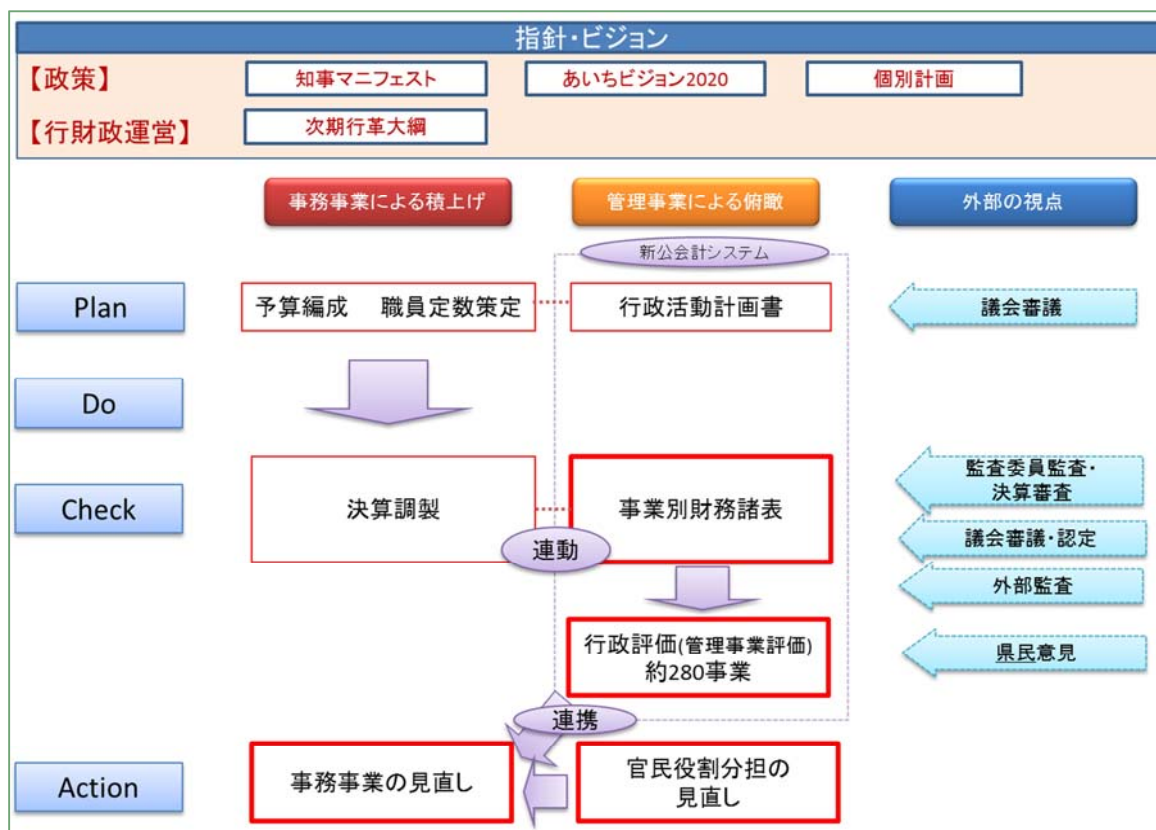 指針・ビジョン
【政策】
知事マニフェスト
あいちビジョン2020
個別計画
【行財政運営】
次期行革大綱
事務事業による積上げ
管理事業による俯瞰
外部の視点
新公会計システム
Plan
予算編成 職員定数策定
行政活動計画書
議会審議
Do
Check
決算調製
事業別財務諸表
監査委員監査・
決算審査
連動
議会審議・認定
外部監査
行政評価(管理事業評価)
約280事業
県民意見
連携
Action
事務事業の見直し
官民役割分担の
見直し